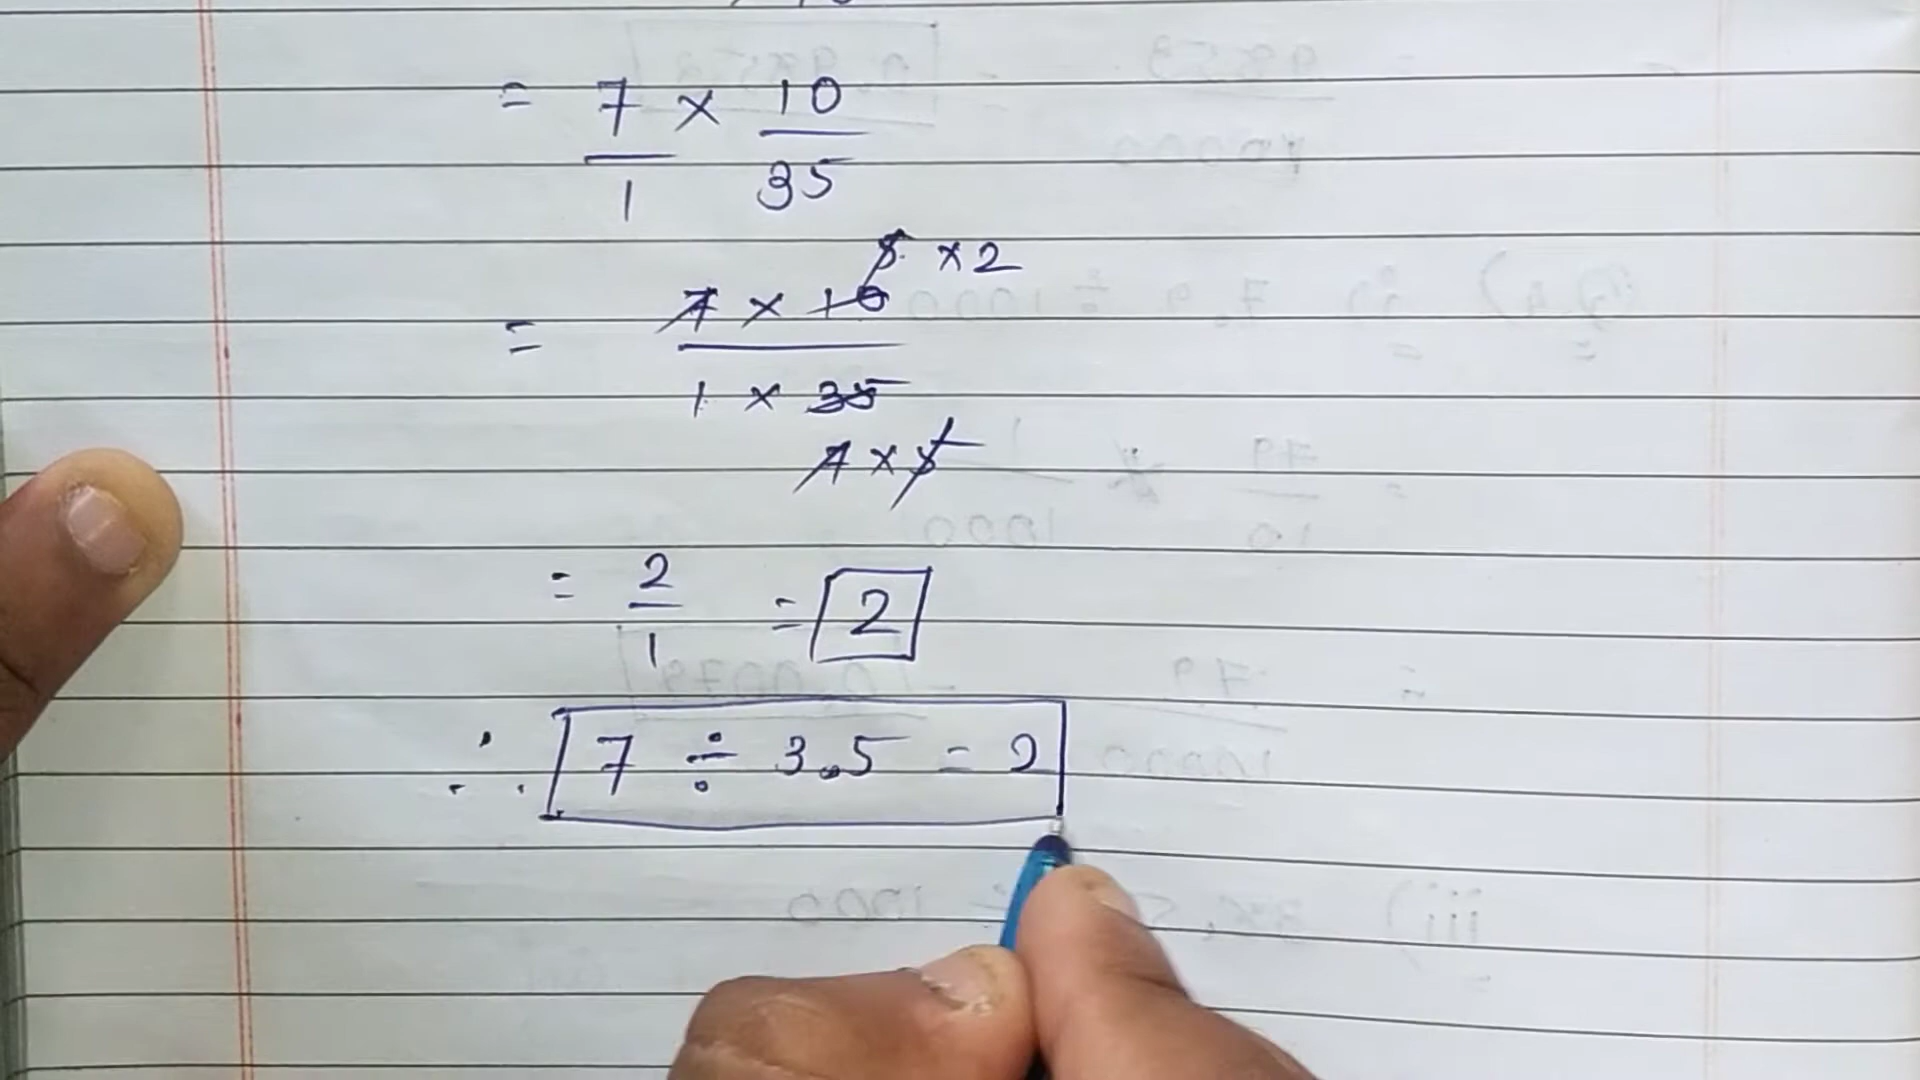 = 7/1 × 10/35
5 × 2
= 7 × 10 / 1 × 35
7 × 5
= 2/1 = 2
∴ 7 ÷ 3.5 = 2